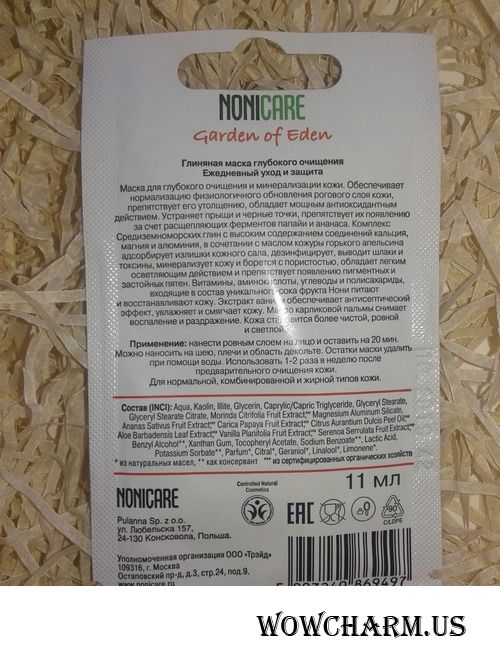 NONICARE
Garden of Eden
Глиняная маска глубокого очищения
Ежедневный уход и защита
Маска для глубокого очищения и минерализации кожи. Обеспечивает
нормализацию физиологичного обновления рогового слоя кожи,
препятствует его утолщению, обладает мощным антиоксидантным
действием. Устраняет прыщи и черные точки, препятствует их появлению
за счет расщепляющих ферментов папайи и ананаса. Комплекс
Средиземноморских глин с высоким содержанием соединений кальция,
магния и алюминия, в сочетании с маслом кожуры горького апельсина
адсорбирует излишки кожного сала, дезинфицирует, выводит шлаки и
токсины, минерализует кожу и борется с пористостью, обладает легким
осветляющим действием и препятствует появлению пигментных и
застойных пятен. Витамины, аминокислоты, углеводы и полисахариды,
входящие в состав уникального сока фрукта Нони питают
и восстанавливают кожу. Экстракт ванили обеспечивает антисептический
эффект, увлажняет и смягчает кожу. Масло карликовой пальмы снимает
воспаление и раздражение. Кожа становится более чистой, ровной
и светлой.
Применение: нанести ровным слоем на лицо и оставить на 20 мин.
Можно наносить на шею, плечи и область декольте. Остатки маски удалить
при помощи воды. Использовать 1-2 раза в неделю после
предварительного очищения кожи.
Для нормальной, комбинированной и жирной типов кожи.
Состав (INCI): Aqua, Kaolin, Illite, Glycerin, Caprylic/Capric Triglyceride, Glyceryl Stearate,
Glyceryl Stearate Citrate, Morinda Citrifolia Fruit Extract,*** Magnesium Aluminum Silicate,
Ananas Sativus Fruit Extract,*** Carica Papaya Fruit Extract,*** Citrus Aurantium Dulcis Peel Oil,***
Aloe Barbadensis Leaf Extract,*** Vanilla Planifolia Fruit Extract,*** Serenoa Serrulata Fruit Extract,***
Benzyl Alcohol**, Xanthan Gum, Tocopheryl Acetate, Sodium Benzoate**, Lactic Acid,
Potassium Sorbate**, Parfum*, Citral*, Geraniol*, Linalool*, Limonene*.
* из натуральных масел, ** как консервант *** из сертифицированных органических хозяйств
NONICARE
Pulanna Sp. z o.o.
ул. Любельска 157,
24-130 Консковола, Польша.
Уполномоченная организация ООО «Трэйд»
109316, г. Москва
Остаповский пр-д, д.3, стр.24, под.9.
www.nonicare.ru
Controlled Natural
Cosmetics
11 мл
EAC
90
C/LDPE
869497
WOWCHARM.US